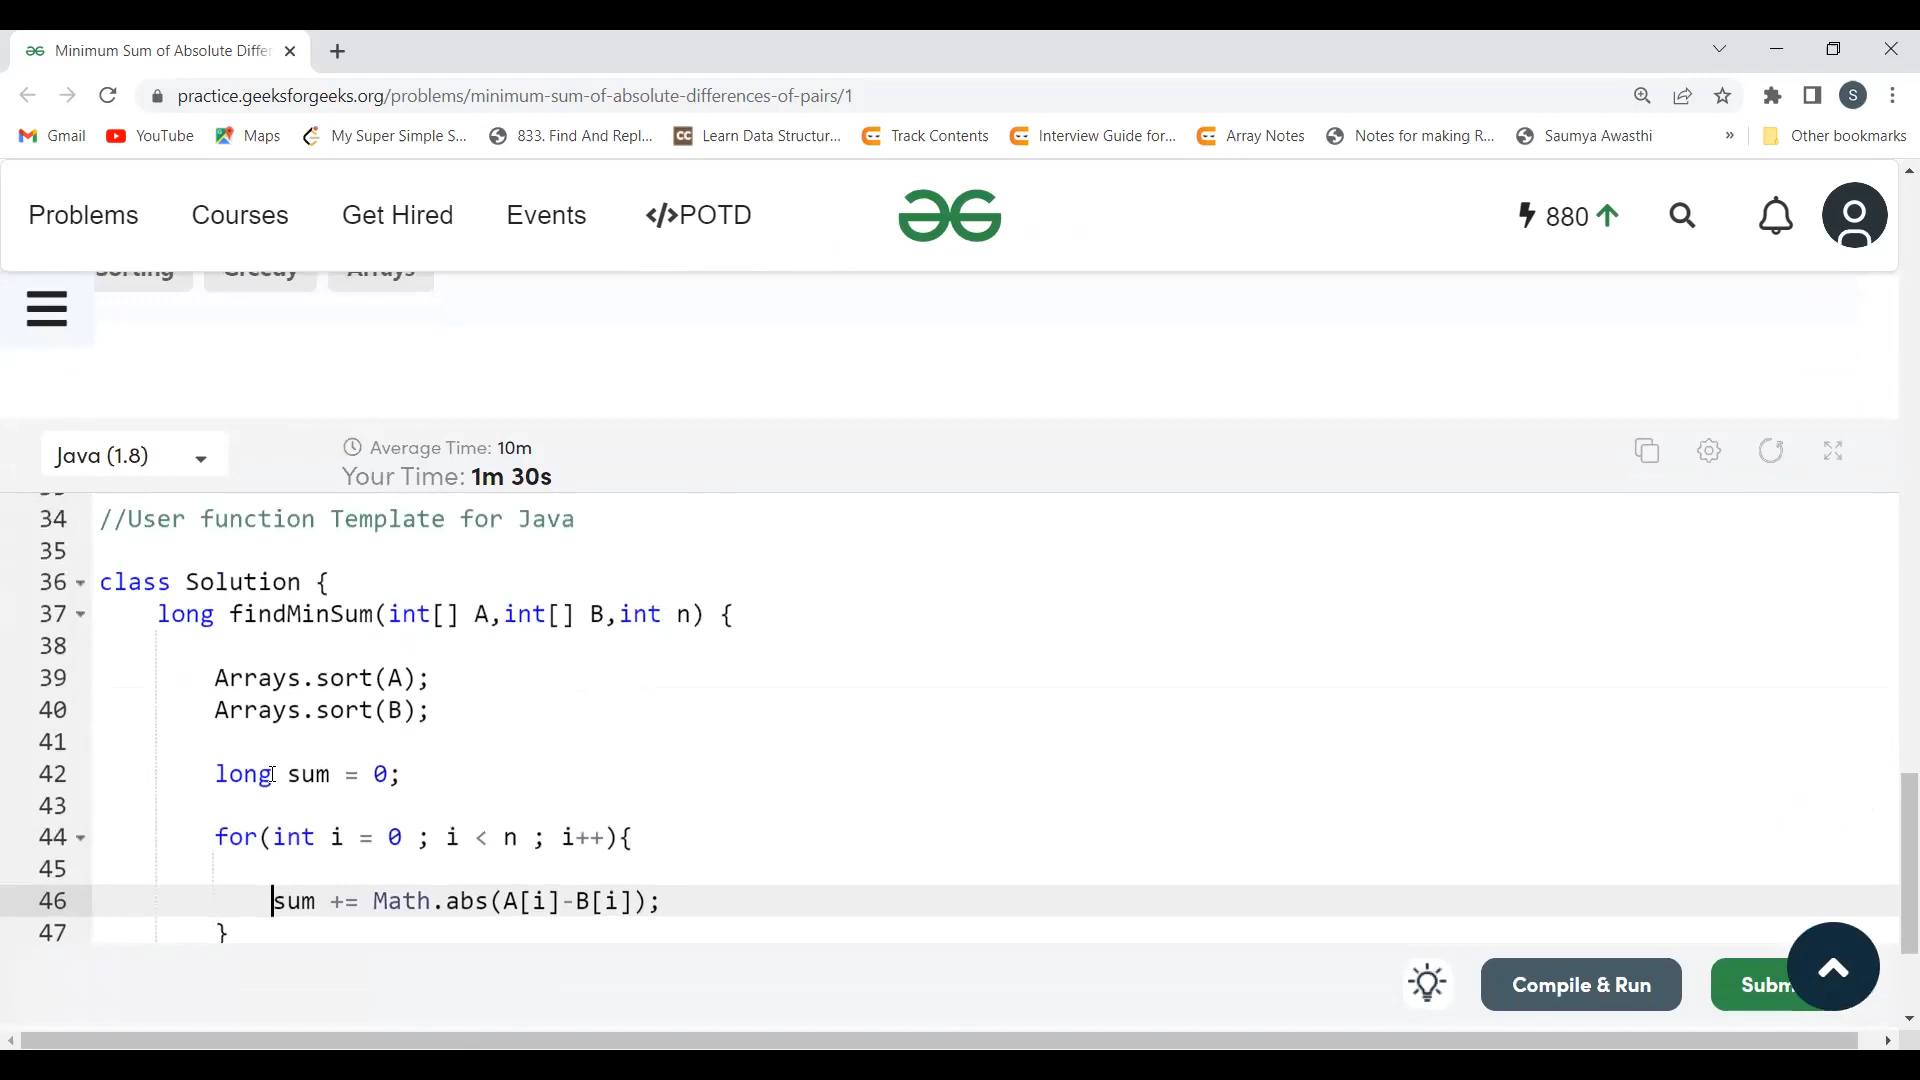 Minimum Sum of Absolute Differ
practice.geeksforgeeks.org/problems/minimum-sum-of-absolute-differences-of-pairs/1
S
Gmail YouTube Maps My Super Simple S... 833. Find And Repl... CC Learn Data Structur... Track Contents Interview Guide for... Array Notes Notes for making R... Saumya Awasthi » Other bookmarks
Problems Courses Get Hired Events </>POTD 880
Sorting Greedy Arrays
Java (1.8)
Average Time: 10m
Your Time: 1m 30s
34 //User function Template for Java
35
36 class Solution {
37 long findMinSum(int[] A,int[] B,int n) {
38
39 Arrays.sort(A);
40 Arrays.sort(B);
41
42 long sum = 0;
43
44 for(int i = 0 ; i < n ; i++){
45
46 sum += Math.abs(A[i]-B[i]);
47 }
Compile & Run Subm